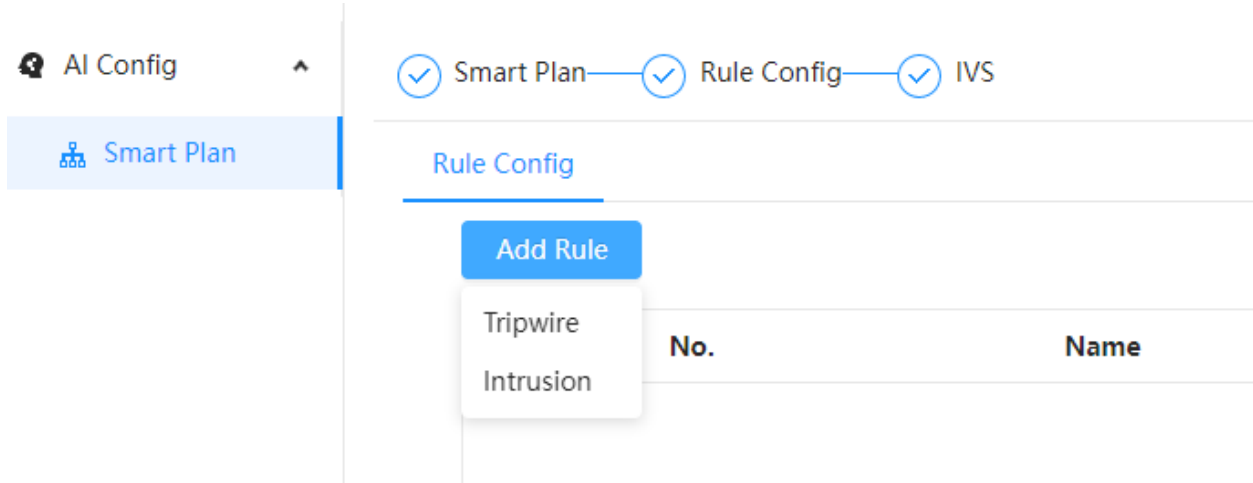 AI Config
Smart Plan
Smart Plan Rule Config IVS
Rule Config
Add Rule
Tripwire
Intrusion
No. Name